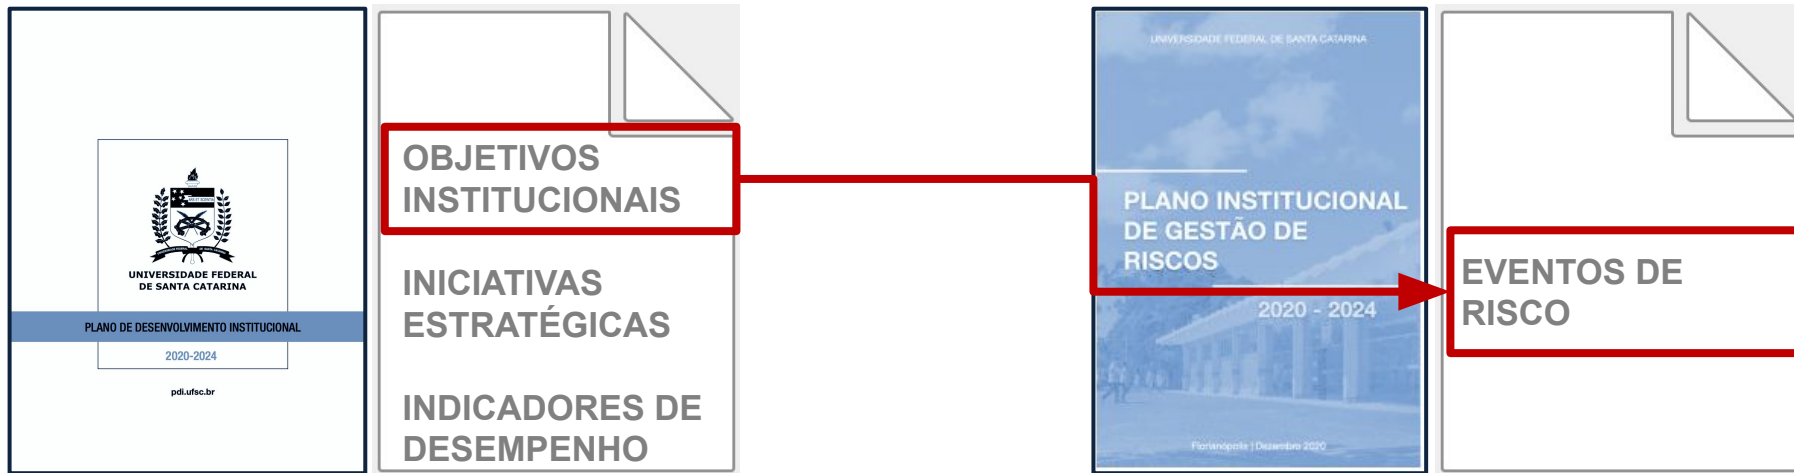 UNIVERSIDADE FEDERAL
DE SANTA CATARINA
PLANO DE DESENVOLVIMENTO INSTITUCIONAL
2020-2024
pdi.ufsc.br
OBJETIVOS
INSTITUCIONAIS
INICIATIVAS
ESTRATÉGICAS
INDICADORES DE
DESEMPENHO
UNIVERSIDADE FEDERAL DE SANTA CATARINA
PLANO INSTITUCIONAL
DE GESTÃO DE
RISCOS
2020 - 2024
Florianópolis | Dezembro 2020
EVENTOS DE
RISCO